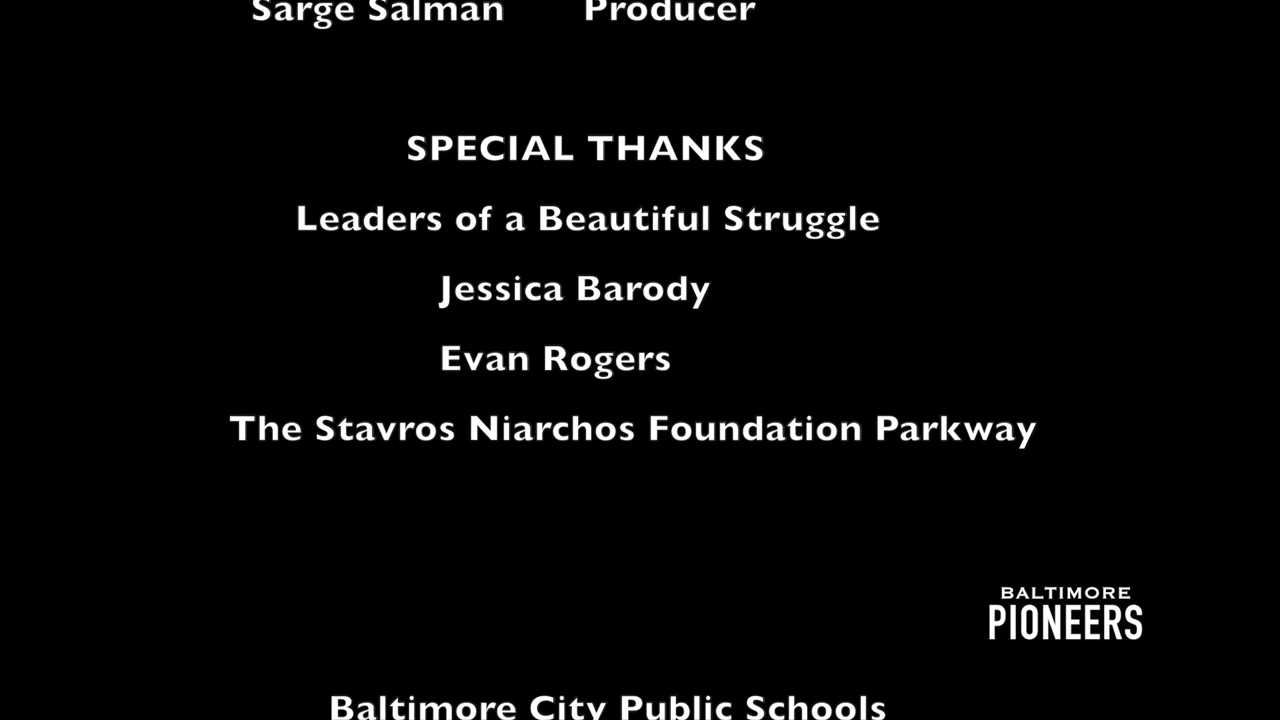 Sarge Salman Producer
SPECIAL THANKS
Leaders of a Beautiful Struggle
Jessica Barody
Evan Rogers
The Stavros Niarchos Foundation Parkway
BALTIMORE
PIONEERS
Baltimore City Public Schools